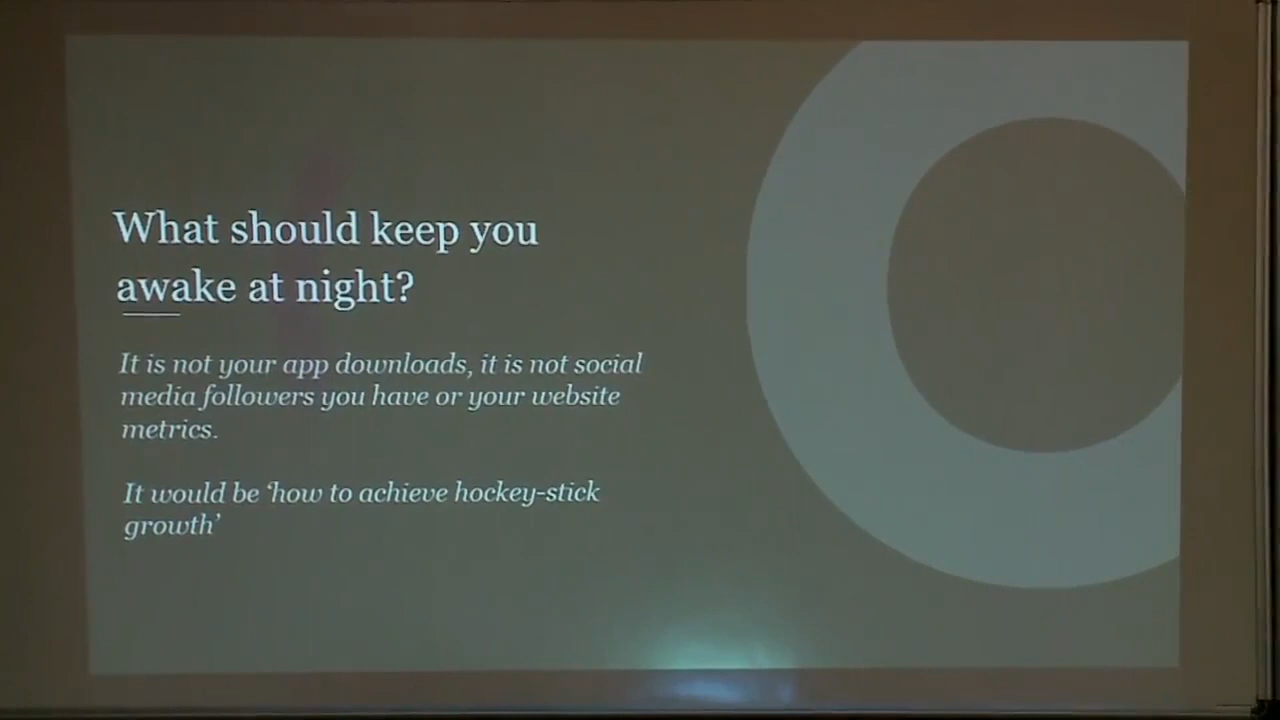 What should keep you
awake at night?
It is not your app downloads, it is not social
media followers you have or your website
metrics.
It would be ‘how to achieve hockey-stick
growth’